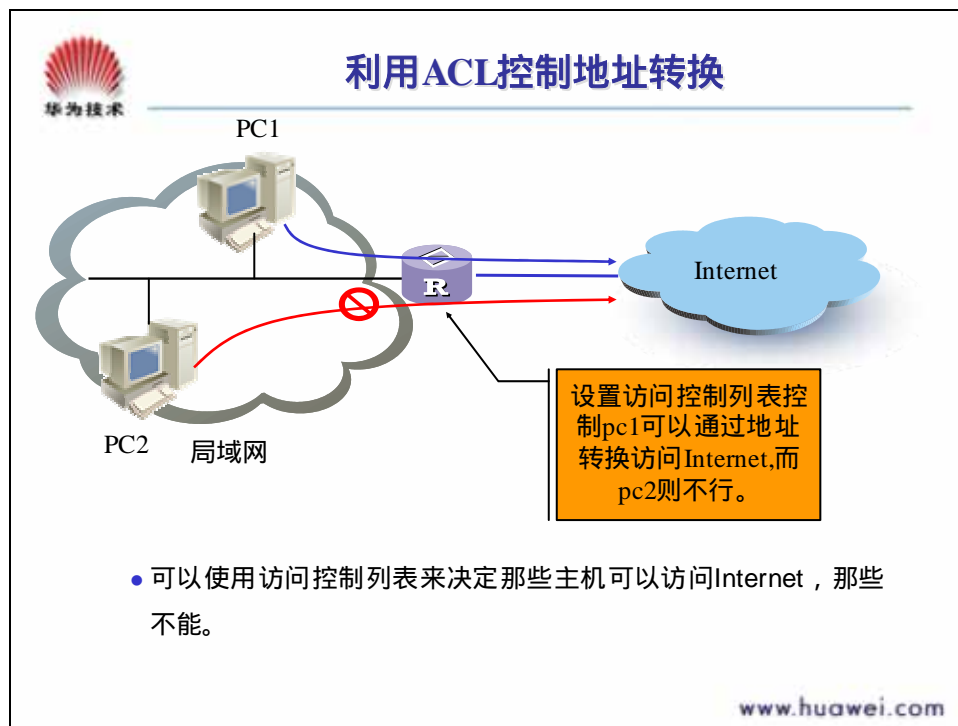 华为技术
利用ACL控制地址转换
PC1
R
Internet
PC2
局域网
设置访问控制列表控
制pc1可以通过地址
转换访问Internet,而
pc2则不行。
可以使用访问控制列表来决定那些主机可以访问Internet，那些
不能。
www.huawei.com